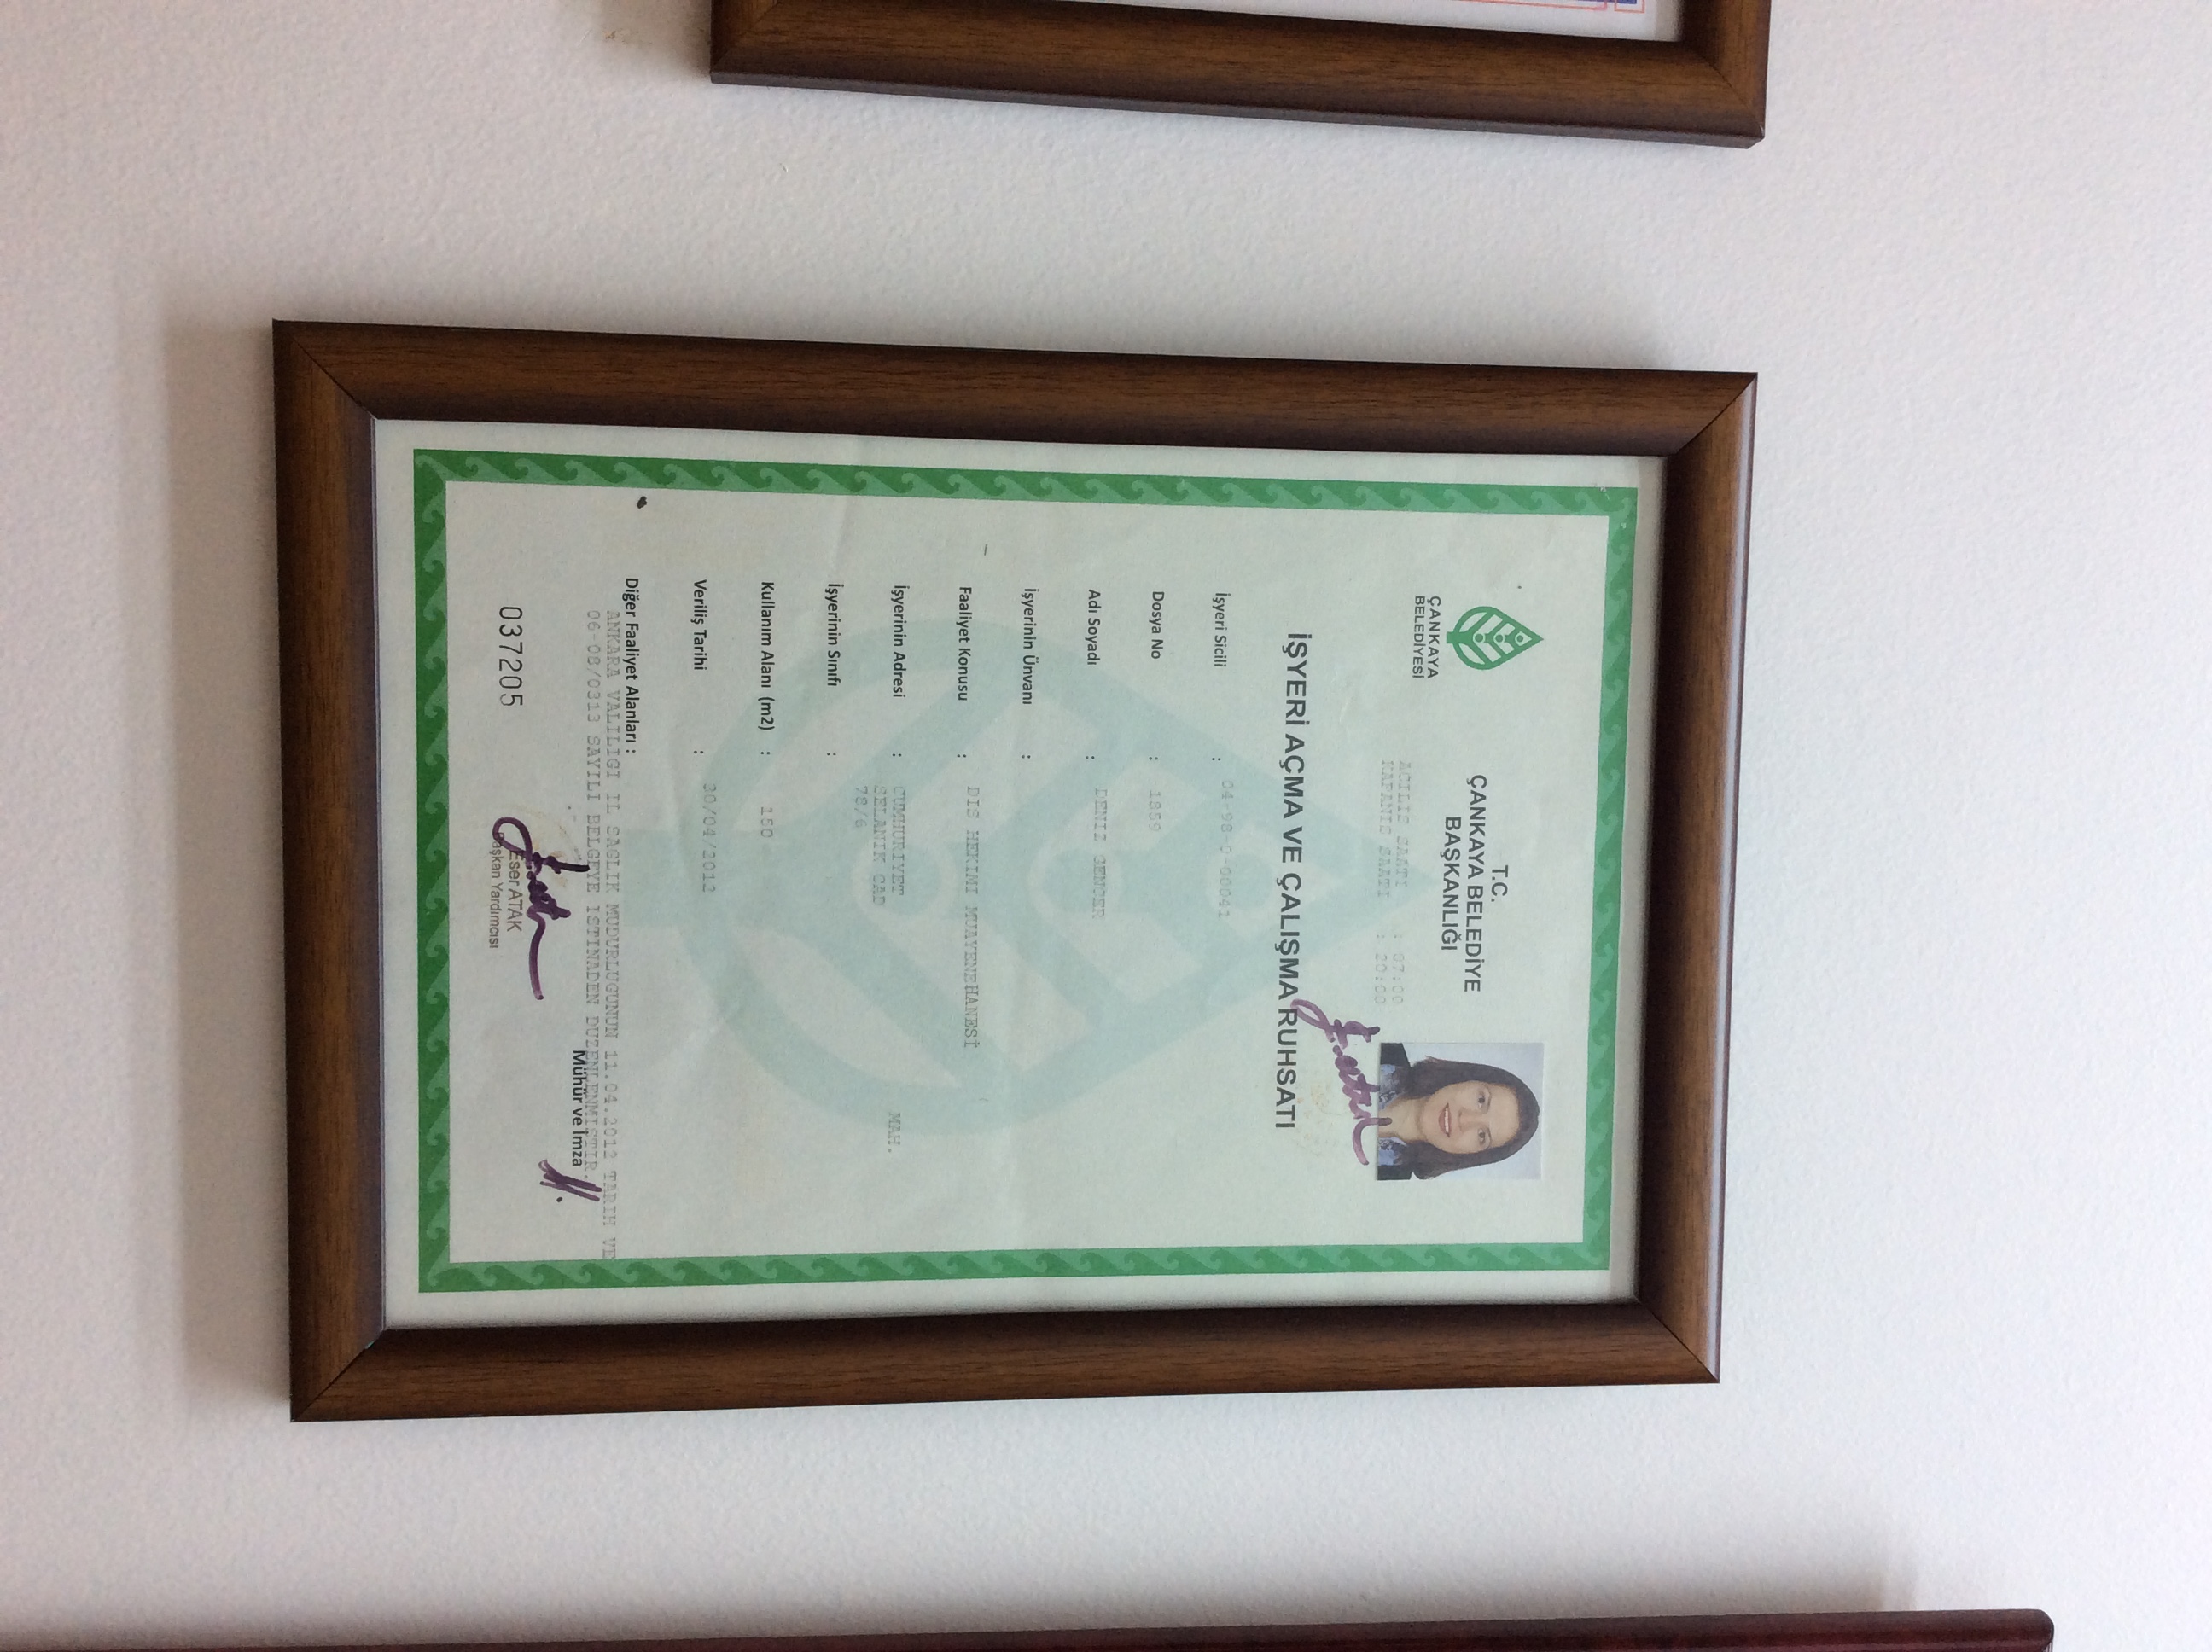 ÇANKAYA
BELEDİYESİ
T.C.
ÇANKAYA BELEDİYE
BAŞKANLIĞI
ACILIS SAATI : 07:00
KAPANIS SAATI : 20:00
İŞYERİ AÇMA VE ÇALIŞMA RUHSATI
İşyeri Sicili : 04-98-0-00041
Dosya No : 1859
Adı Soyadı : DENIZ GENCER
İşyerinin Ünvanı :
Faaliyet Konusu : DIS HEKIMI MUAYENEHANESİ
İşyerinin Adresi : CUMHURIYET MAH.
SELANIK CAD
78/6
İşyerinin Sınıfı :
Kullanım Alanı (m2) : 150
Veriliş Tarihi : 30/04/2012
Diğer Faaliyet Alanları :
ANKARA VALILIGI IL SAGLIK MUDURLUGUNUN 11.04.2012 TARIH VE
06-08/0313 SAYILI BELGEYE ISTINADEN DUZENLENMISTIR
Mühür ve İmza
037205
Eser ATAK
Başkan Yardımcısı